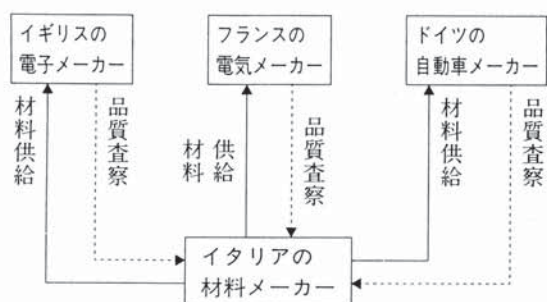 イギリスの
電子メーカー
フランスの
電気メーカー
ドイツの
自動車メーカー
材料供給
品質査察
材料
供給
品質査察
材料供給
品質査察
イタリアの
材料メーカー